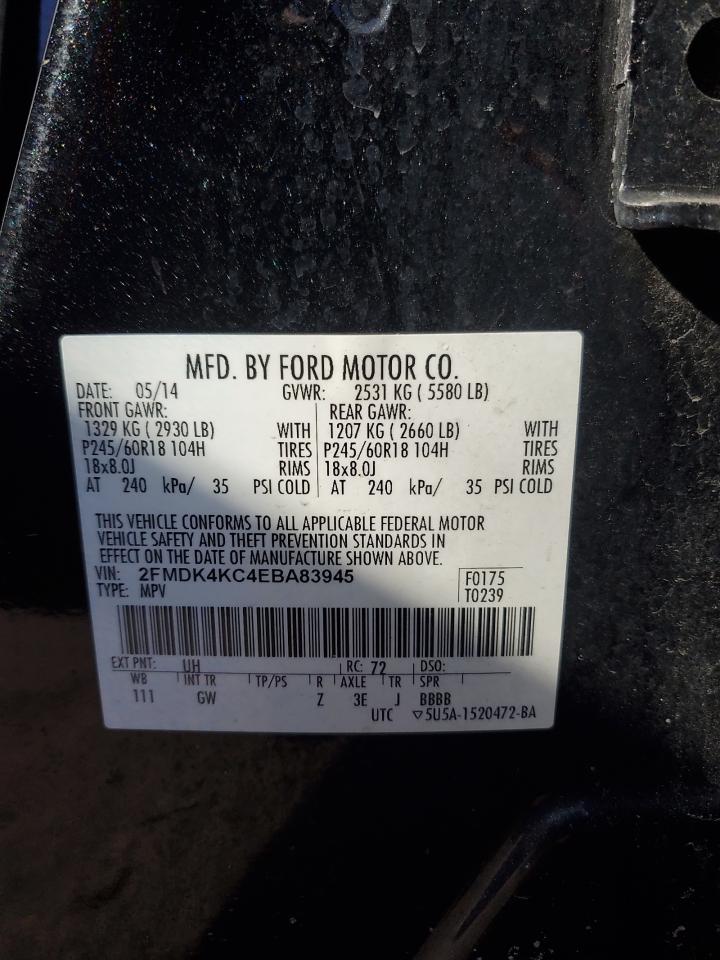 MFD. BY FORD MOTOR CO.
DATE: 05/14 GVWR: 2531 KG ( 5580 LB)
FRONT GAWR: REAR GAWR:
1329 KG ( 2930 LB) WITH 1207 KG ( 2660 LB) WITH
P245/60R18 104H TIRES P245/60R18 104H TIRES
18x8.0J RIMS 18x8.0J RIMS
AT 240 kPa/ 35 PSI COLD AT 240 kPa/ 35 PSI COLD
THIS VEHICLE CONFORMS TO ALL APPLICABLE FEDERAL MOTOR
VEHICLE SAFETY AND THEFT PREVENTION STANDARDS IN
EFFECT ON THE DATE OF MANUFACTURE SHOWN ABOVE.
VIN: 2FMDK4KC4EBA83945 F0175
TYPE: MPV T0239
EXT PNT: UH RC: 72 DSO:
WB INT TR TP/PS R AXLE TR SPR
111 GW Z 3E J BBBB
UTC ▽5U5A-1520472-BA